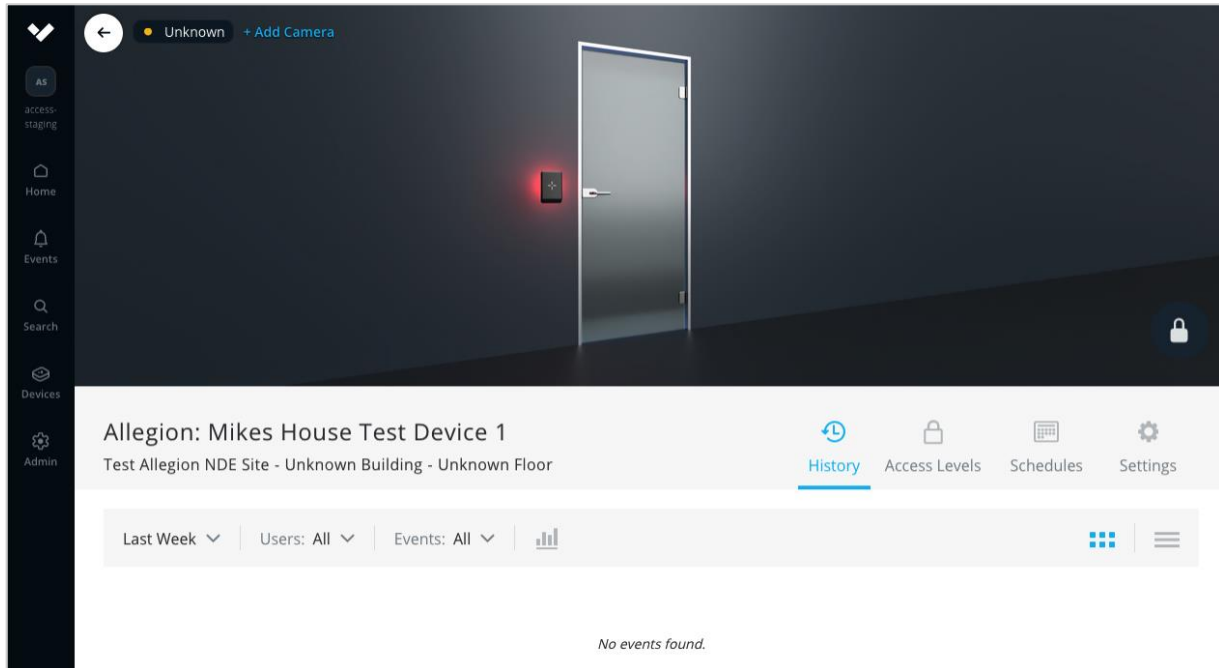 Unknown + Add Camera
AS
access-
staging
Home
Events
Search
Devices
Admin
Allegion: Mikes House Test Device 1
Test Allegion NDE Site - Unknown Building - Unknown Floor
History Access Levels Schedules Settings
Last Week Users: All Events: All
No events found.